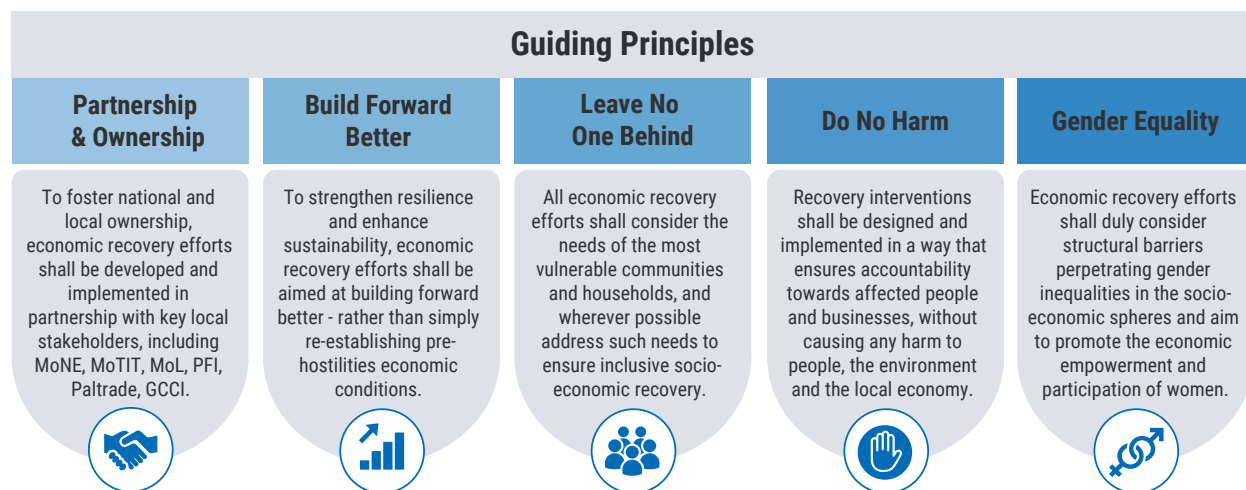 Guiding Principles
Partnership
& Ownership
To foster national and
local ownership,
economic recovery efforts
shall be developed and
implemented in
partnership with key local
stakeholders, including
MoNE, MoTIT, MoL, PFI,
Paltrade, GCCI.
Build Forward
Better
To strengthen resilience
and enhance
sustainability, economic
recovery efforts shall be
aimed at building forward
better - rather than simply
re-establishing pre-
hostilities economic
conditions.
Leave No
One Behind
All economic recovery
efforts shall consider the
needs of the most
vulnerable communities
and households, and
wherever possible
address such needs to
ensure inclusive socio-
economic recovery.
Do No Harm
Recovery interventions
shall be designed and
implemented in a way that
ensures accountability
towards affected people
and businesses, without
causing any harm to
people, the environment
and the local economy.
Gender Equality
Economic recovery efforts
shall duly consider
structural barriers
perpetrating gender
inequalities in the socio-
economic spheres and aim
to promote the economic
empowerment and
participation of women.